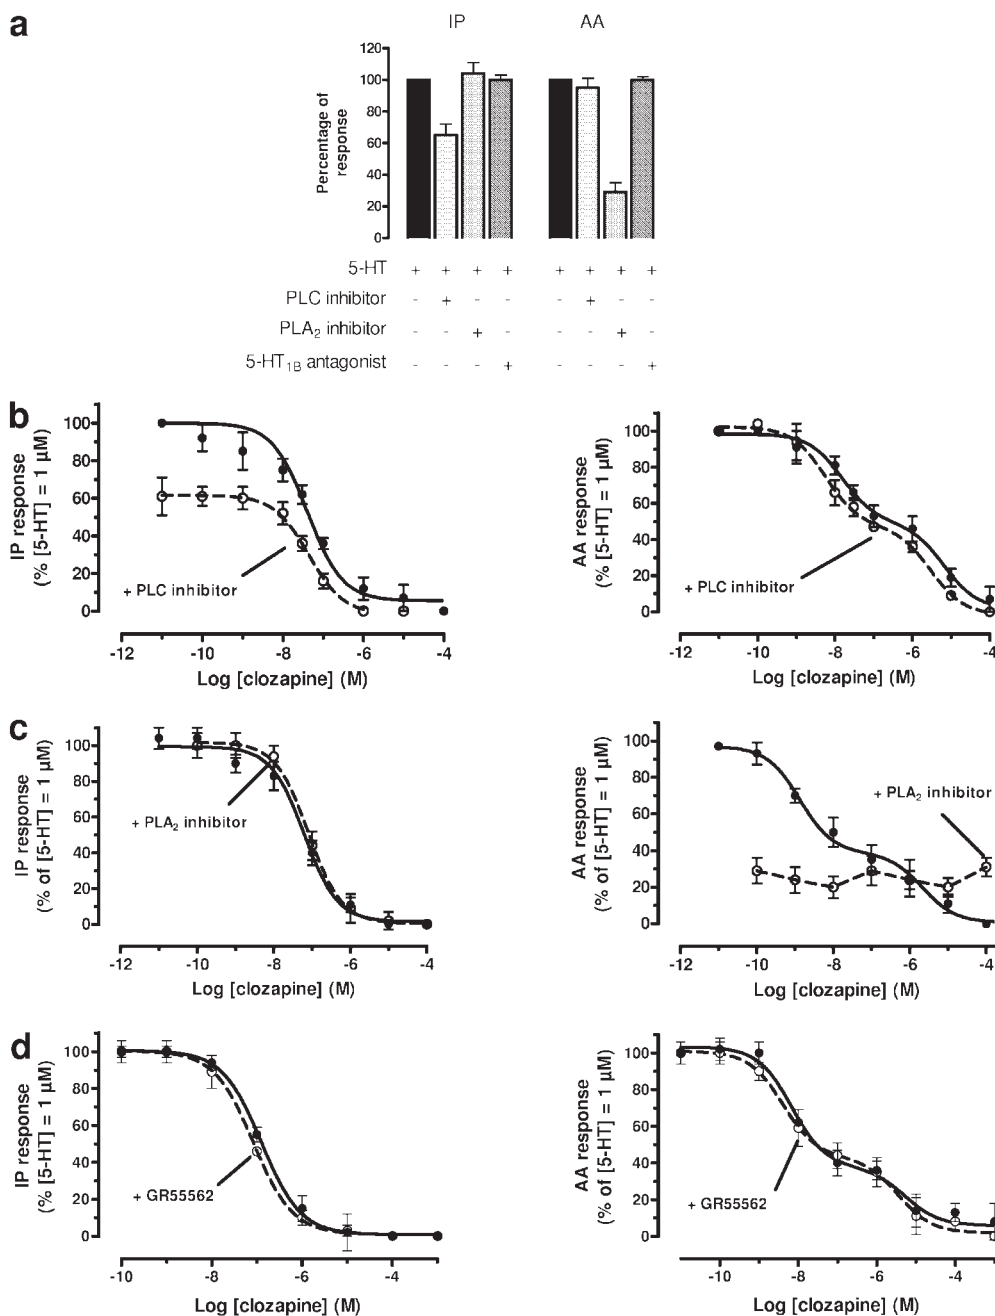 a
IP AA
Percentage of
response
120
100
80
60
40
20
0
5-HT + + + + + + + +
PLC inhibitor - + - - - + - -
PLA2 inhibitor - - + - - - + -
5-HT1B antagonist - - - + - - - +
b
IP response
(% [5-HT] = 1 µM)
100
80
60
40
20
0
+ PLC inhibitor
-12 -10 -8 -6 -4
Log [clozapine] (M)
AA response
(% [5-HT] = 1 µM)
100
80
60
40
20
0
+ PLC inhibitor
-12 -10 -8 -6 -4
Log [clozapine] (M)
c
IP response
(% of [5-HT] = 1 µM)
100
80
60
40
20
0
+ PLA2 inhibitor
-12 -10 -8 -6 -4
Log [clozapine] (M)
AA response
(% of [5-HT] = 1 µM)
100
80
60
40
20
0
+ PLA2 inhibitor
-12 -10 -8 -6 -4
Log [clozapine] (M)
d
IP response
(% [5-HT] = 1 µM)
100
80
60
40
20
0
+ GR55562
-10 -8 -6 -4
Log [clozapine] (M)
AA response
(% of [5-HT] = 1 µM)
100
80
60
40
20
0
+ GR55562
-10 -8 -6 -4
Log [clozapine] (M)